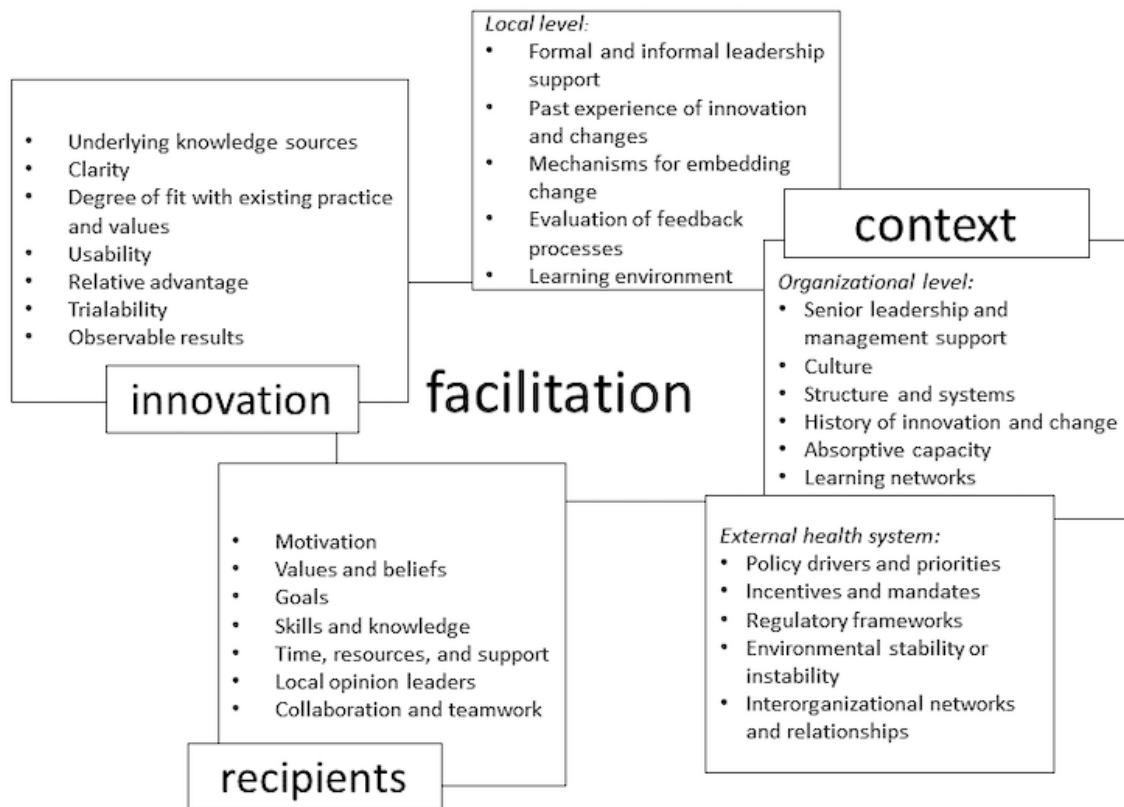 Local level:
• Formal and informal leadership
support
• Past experience of innovation
and changes
• Mechanisms for embedding
change
• Evaluation of feedback
processes
• Learning environment
• Underlying knowledge sources
• Clarity
• Degree of fit with existing practice
and values
• Usability
• Relative advantage
• Trialability
• Observable results
innovation
facilitation
context
Organizational level:
• Senior leadership and
management support
• Culture
• Structure and systems
• History of innovation and change
• Absorptive capacity
• Learning networks
• Motivation
• Values and beliefs
• Goals
• Skills and knowledge
• Time, resources, and support
• Local opinion leaders
• Collaboration and teamwork
recipients
External health system:
• Policy drivers and priorities
• Incentives and mandates
• Regulatory frameworks
• Environmental stability or
instability
• Interorganizational networks
and relationships